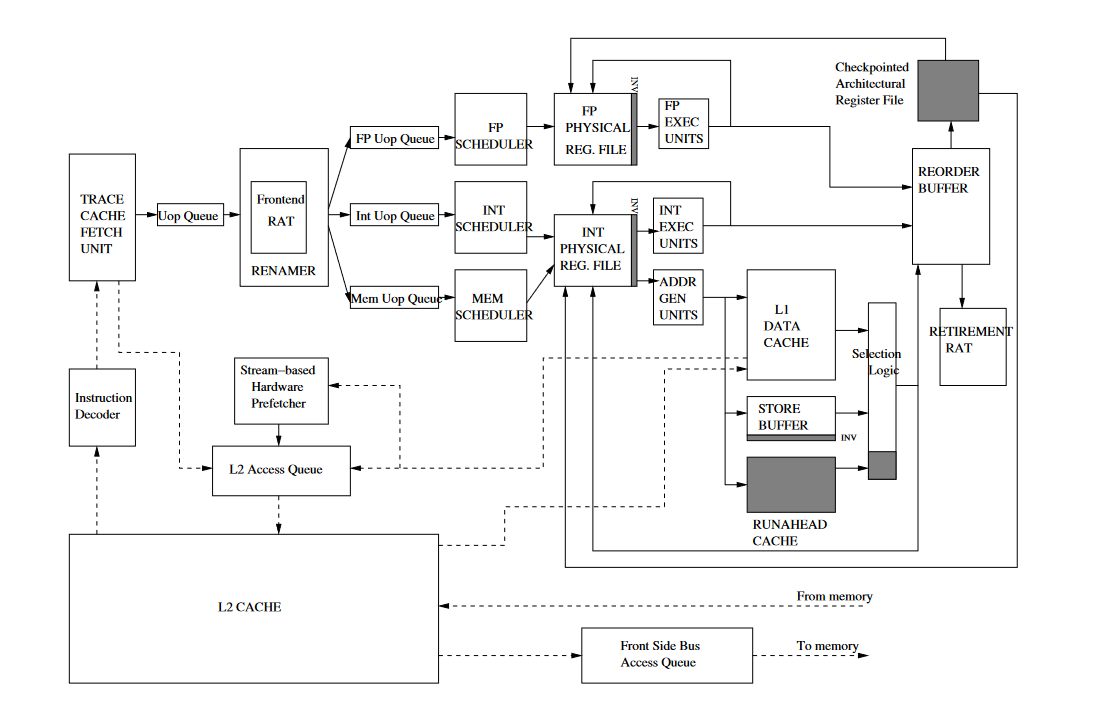 Checkpointed
Architectural
Register File
INV
FP
PHYSICAL
REG. FILE
FP
EXEC
UNITS
FP
SCHEDULER
FP Uop Queue
REORDER
BUFFER
TRACE
CACHE
FETCH
UNIT
Uop Queue
Frontend
RAT
RENAMER
Int Uop Queue
INT
SCHEDULER
INV
INT
PHYSICAL
REG. FILE
INT
EXEC
UNITS
Mem Uop Queue
MEM
SCHEDULER
ADDR
GEN
UNITS
L1
DATA
CACHE
Selection
Logic
RETIREMENT
RAT
Stream–based
Hardware
Prefetcher
Instruction
Decoder
STORE
BUFFER
INV
L2 Access Queue
RUNAHEAD
CACHE
L2 CACHE
From memory
Front Side Bus
Access Queue
To memory